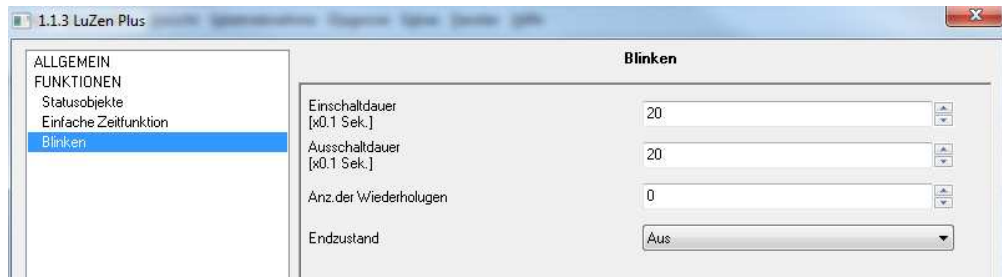 1.1.3 LuZen Plus
ALLGEMEIN
FUNKTIONEN
Statusobjekte
Einfache Zeitfunktion
Blinken
Blinken
Einschaltdauer
[x0.1 Sek.]
20
Ausschaltdauer
[x0.1 Sek.]
20
Anz.der Wiederholugen
0
Endzustand
Aus